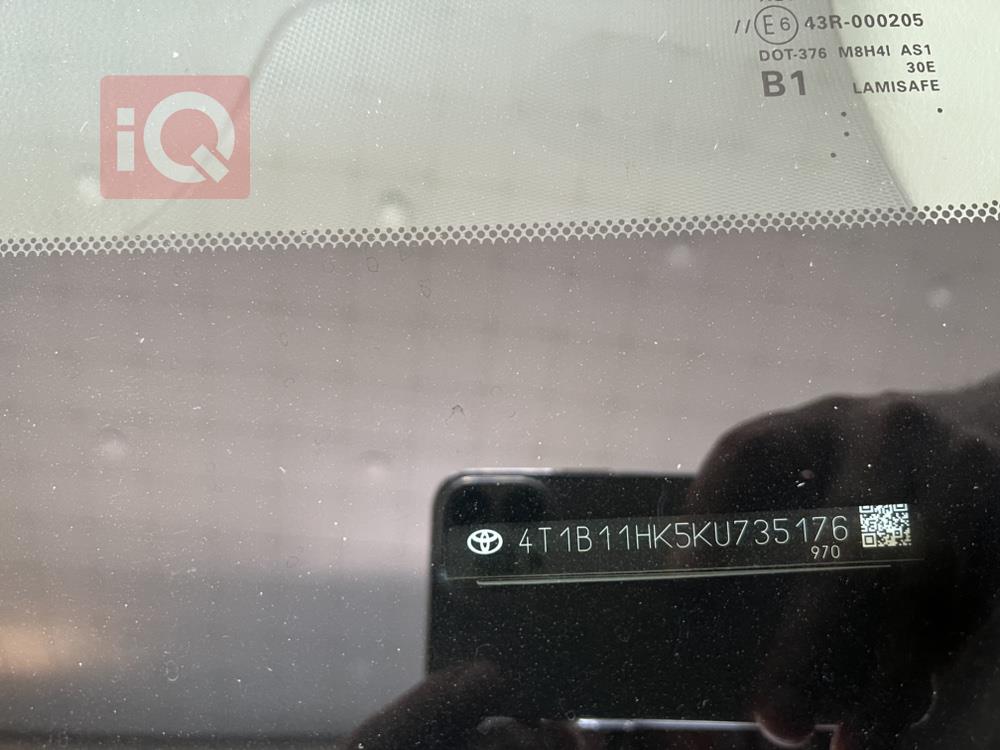 // E6 43R-000205
DOT-376 M8H4I AS1
30E
B1 LAMISAFE
iQ
4T1B11HK5KU735176
970